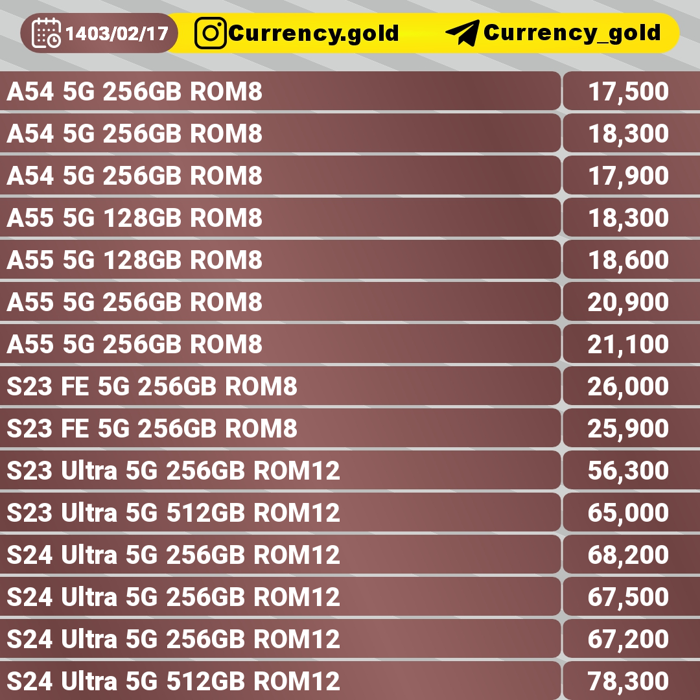 1403/02/17 Currency.gold Currency_gold
A54 5G 256GB ROM8 17,500
A54 5G 256GB ROM8 18,300
A54 5G 256GB ROM8 17,900
A55 5G 128GB ROM8 18,300
A55 5G 128GB ROM8 18,600
A55 5G 256GB ROM8 20,900
A55 5G 256GB ROM8 21,100
S23 FE 5G 256GB ROM8 26,000
S23 FE 5G 256GB ROM8 25,900
S23 Ultra 5G 256GB ROM12 56,300
S23 Ultra 5G 512GB ROM12 65,000
S24 Ultra 5G 256GB ROM12 68,200
S24 Ultra 5G 256GB ROM12 67,500
S24 Ultra 5G 256GB ROM12 67,200
S24 Ultra 5G 512GB ROM12 78,300